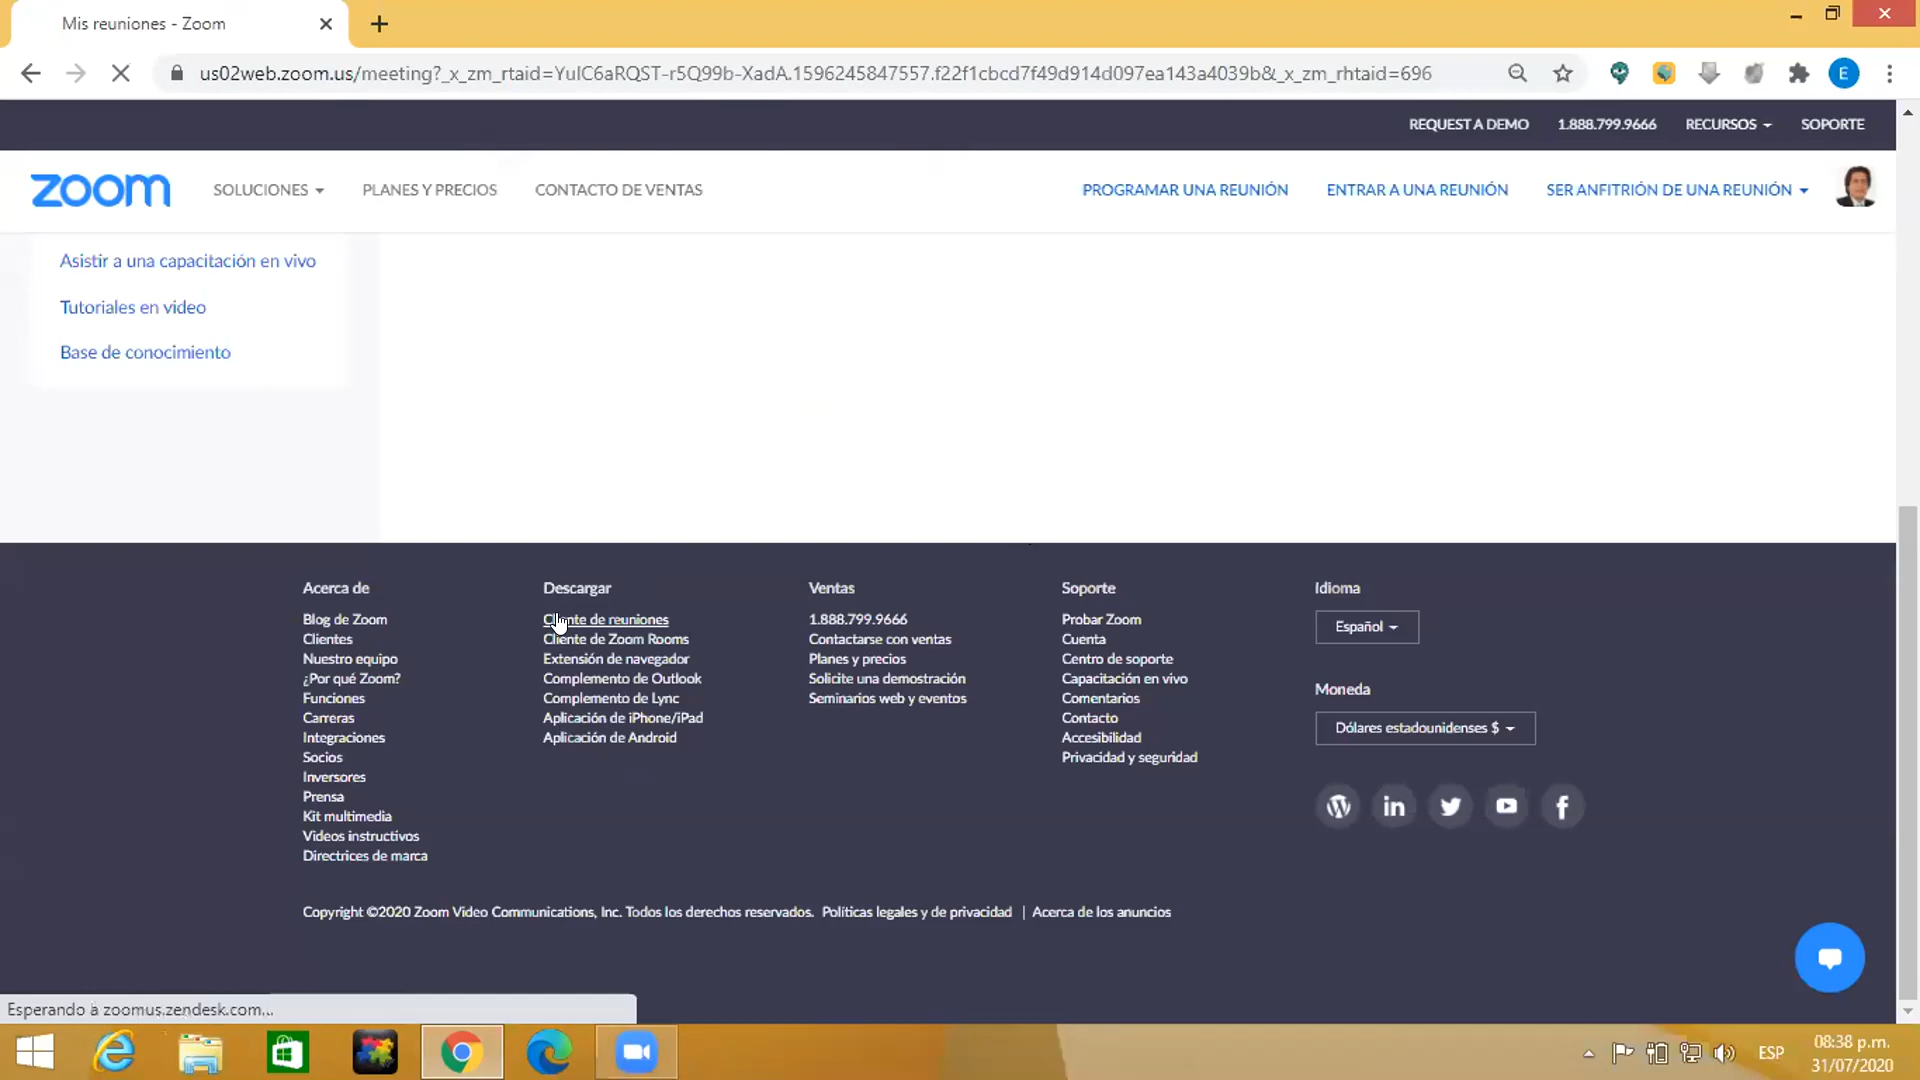 Mis reuniones - Zoom
us02web.zoom.us/meeting?_x_zm_rtaid=YulC6aRQST-r5Q99b-XadA.1596245847557.f22f1cbcd7f49d914d097ea143a4039b&_x_zm_rhtaid=696
E
REQUEST A DEMO 1.888.799.9666 RECURSOS SOPORTE
zoom SOLUCIONES PLANES Y PRECIOS CONTACTO DE VENTAS PROGRAMAR UNA REUNIÓN ENTRAR A UNA REUNIÓN SER ANFITRIÓN DE UNA REUNIÓN
Asistir a una capacitación en vivo
Tutoriales en video
Base de conocimiento
Acerca de
Blog de Zoom
Clientes
Nuestro equipo
¿Por qué Zoom?
Funciones
Carreras
Integraciones
Socios
Inversores
Prensa
Kit multimedia
Videos instructivos
Directrices de marca
Descargar
Cliente de reuniones
Cliente de Zoom Rooms
Extensión de navegador
Complemento de Outlook
Complemento de Lync
Aplicación de iPhone/iPad
Aplicación de Android
Ventas
1.888.799.9666
Contactarse con ventas
Planes y precios
Solicite una demostración
Seminarios web y eventos
Soporte
Probar Zoom
Cuenta
Centro de soporte
Capacitación en vivo
Comentarios
Contacto
Accesibilidad
Privacidad y seguridad
Idioma
Español
Moneda
Dólares estadounidenses $
Copyright ©2020 Zoom Video Communications, Inc. Todos los derechos reservados. Políticas legales y de privacidad | Acerca de los anuncios
Esperando a zoomus.zendesk.com...
ESP
08:38 p.m.
31/07/2020